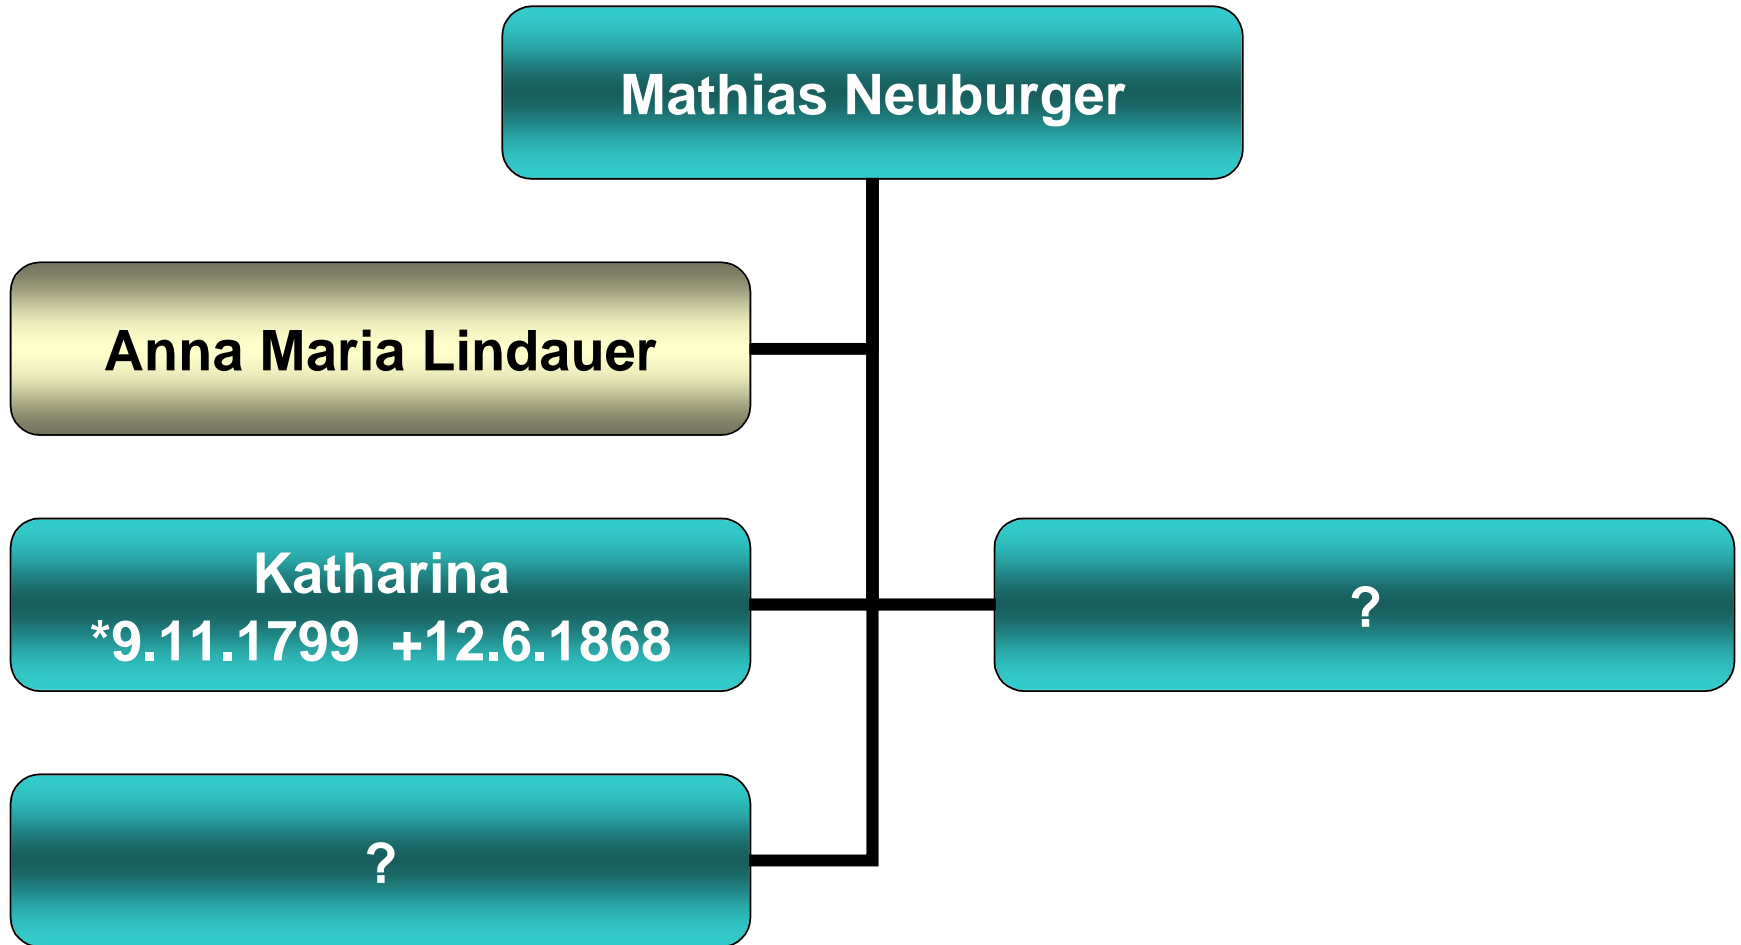 Mathias Neuburger
Anna Maria Lindauer
Katharina
*9.11.1799 +12.6.1868
?
?